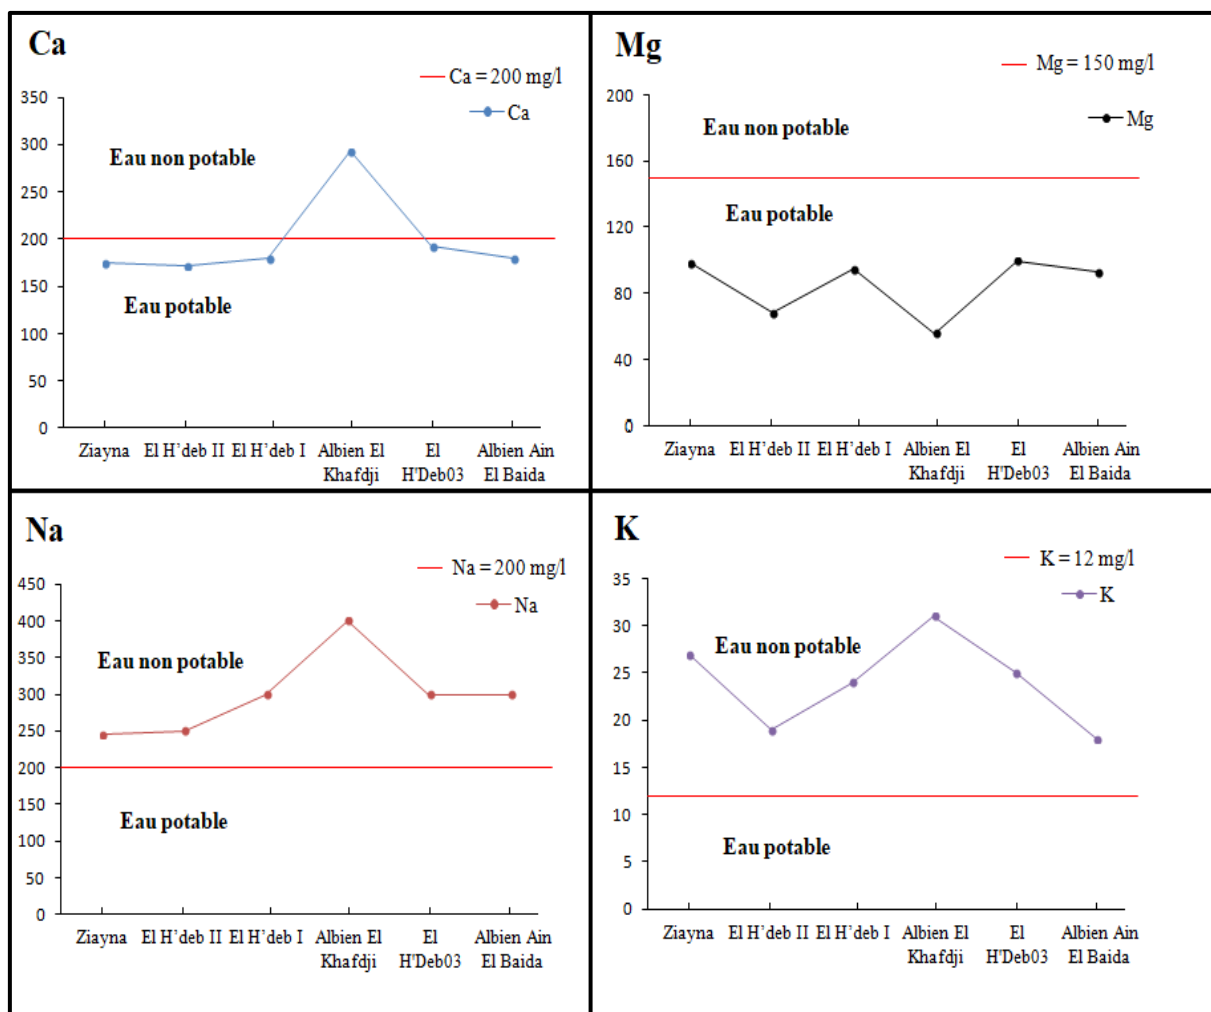 Ca
Ca = 200 mg/l
Ca
350
300
250
200
150
100
50
0
Eau non potable
Eau potable
Ziayna El H’deb II El H’deb I Albien El El Albien Ain
Khafdji H'Deb03 El Baida
Mg
Mg = 150 mg/l
Mg
200
160
120
80
40
0
Eau non potable
Eau potable
Ziayna El H’deb II El H’deb I Albien El El Albien Ain
Khafdji H'Deb03 El Baida
Na
Na = 200 mg/l
Na
450
400
350
300
250
200
150
100
50
0
Eau non potable
Eau potable
Ziayna El H’deb II El H’deb I Albien El El Albien Ain
Khafdji H'Deb03 El Baida
K
K = 12 mg/l
K
35
30
25
20
15
10
5
0
Eau non potable
Eau potable
Ziayna El H’deb II El H’deb I Albien El El Albien Ain
Khafdji H'Deb03 El Baida